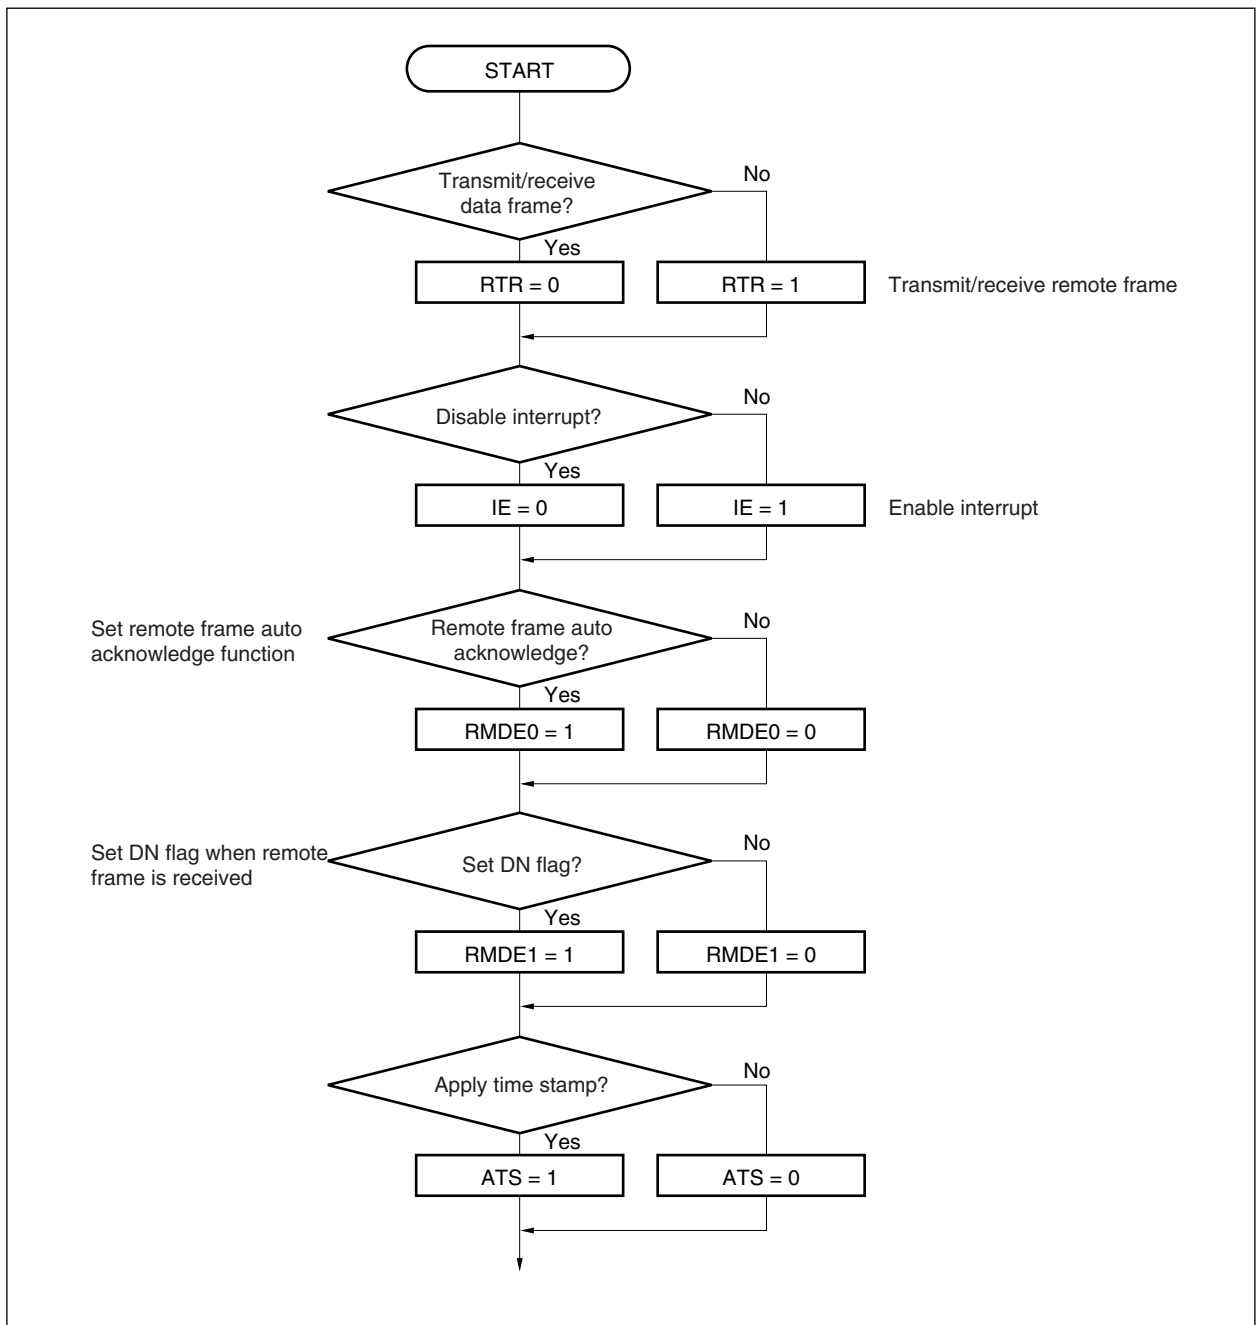 START
Transmit/receive
data frame?
No
Yes
RTR = 0
RTR = 1
Transmit/receive remote frame
Disable interrupt?
No
Yes
IE = 0
IE = 1
Enable interrupt
Set remote frame auto
acknowledge function
Remote frame auto
acknowledge?
No
Yes
RMDE0 = 1
RMDE0 = 0
Set DN flag when remote
frame is received
Set DN flag?
No
Yes
RMDE1 = 1
RMDE1 = 0
Apply time stamp?
No
Yes
ATS = 1
ATS = 0